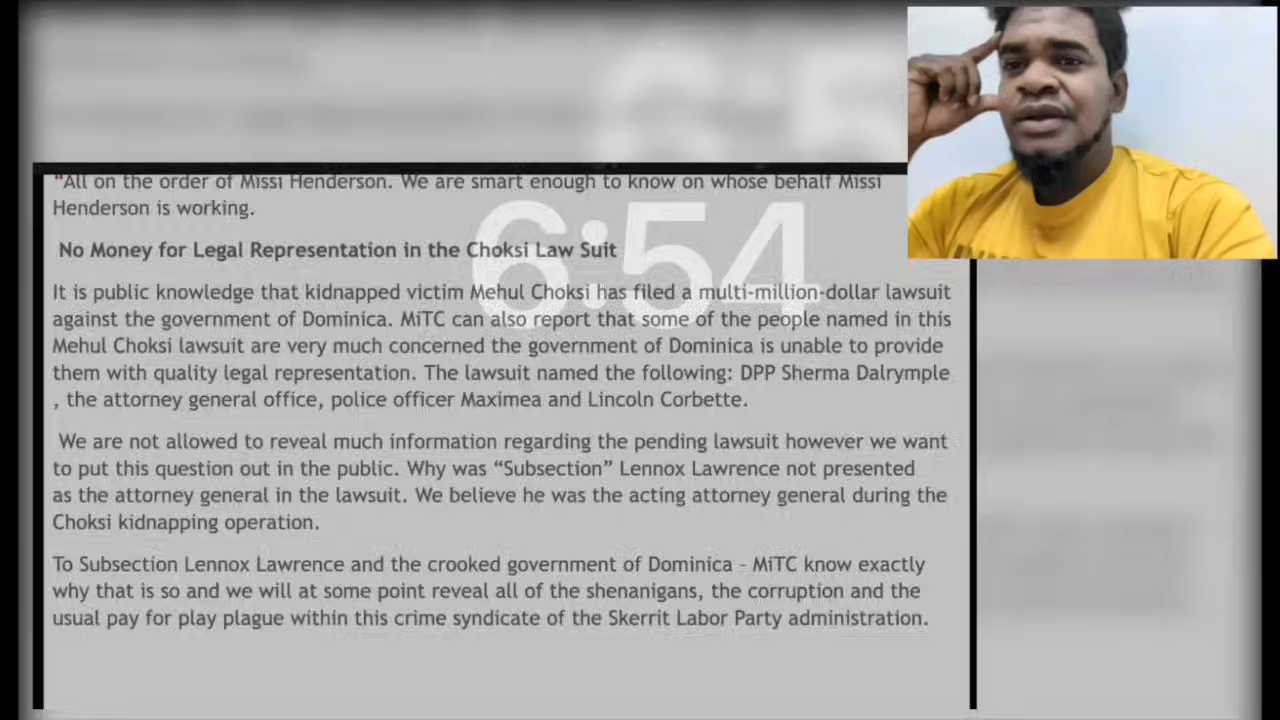 6:54
"All on the order of Missi Henderson. We are smart enough to know on whose behalf Missi
Henderson is working.
No Money for Legal Representation in the Choksi Law Suit
It is public knowledge that kidnapped victim Mehul Choksi has filed a multi-million-dollar lawsuit
against the government of Dominica. MiTC can also report that some of the people named in this
Mehul Choksi lawsuit are very much concerned the government of Dominica is unable to provide
them with quality legal representation. The lawsuit named the following: DPP Sherma Dalrymple
, the attorney general office, police officer Maximea and Lincoln Corbette.
We are not allowed to reveal much information regarding the pending lawsuit however we want
to put this question out in the public. Why was “Subsection” Lennox Lawrence not presented
as the attorney general in the lawsuit. We believe he was the acting attorney general during the
Choksi kidnapping operation.
To Subsection Lennox Lawrence and the crooked government of Dominica – MiTC know exactly
why that is so and we will at some point reveal all of the shenanigans, the corruption and the
usual pay for play plague within this crime syndicate of the Skerrit Labor Party administration.